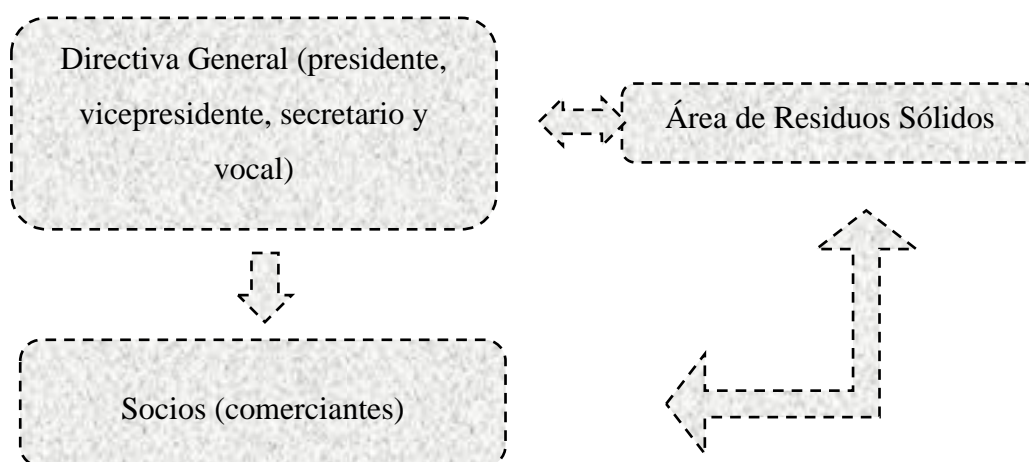 Directiva General (presidente,
vicepresidente, secretario y
vocal)
Área de Residuos Sólidos
Socios (comerciantes)